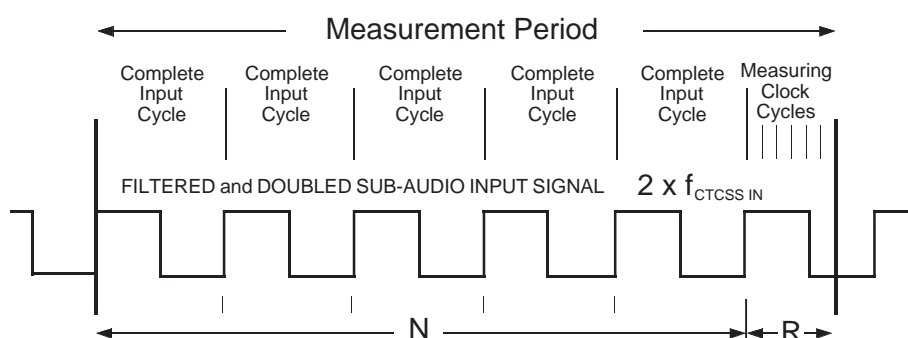 Measurement Period
Complete Input Cycle
Complete Input Cycle
Complete Input Cycle
Complete Input Cycle
Complete Input Cycle
Measuring Clock Cycles
FILTERED and DOUBLED SUB-AUDIO INPUT SIGNAL 2 x fCTCSS IN
N
R